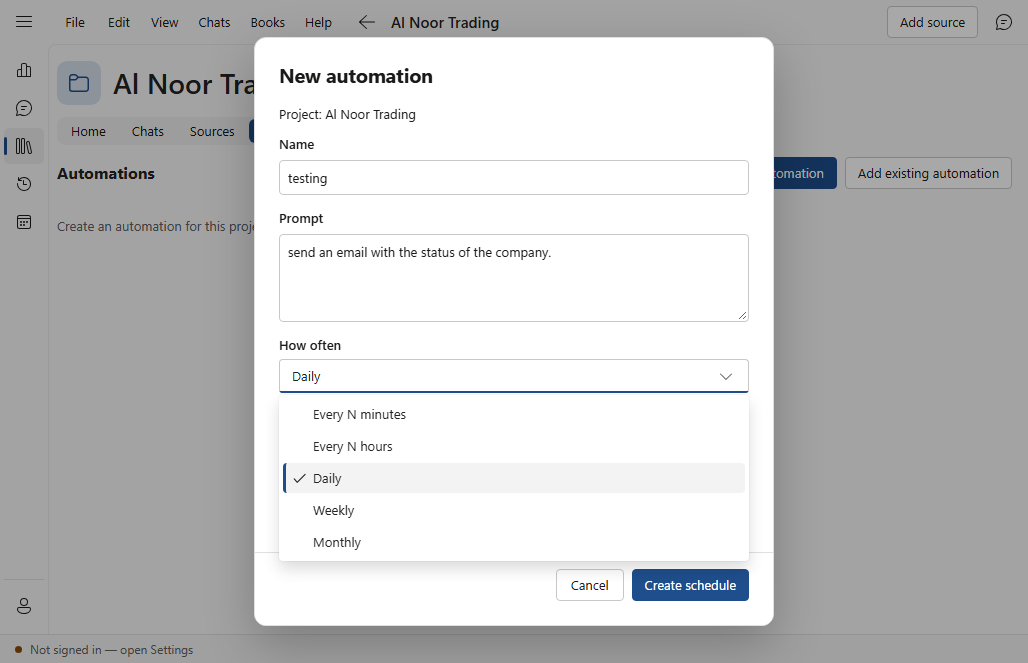 File Edit View Chats Books Help Al Noor Trading Add source
New automation
Al Noor Tra
Project: Al Noor Trading
Home Chats Sources
Name
testing
Automations
tomation Add existing automation
Prompt
Create an automation for this proje
send an email with the status of the company.
How often
Daily
Every N minutes
Every N hours
Daily
Weekly
Monthly
Cancel Create schedule
Not signed in — open Settings